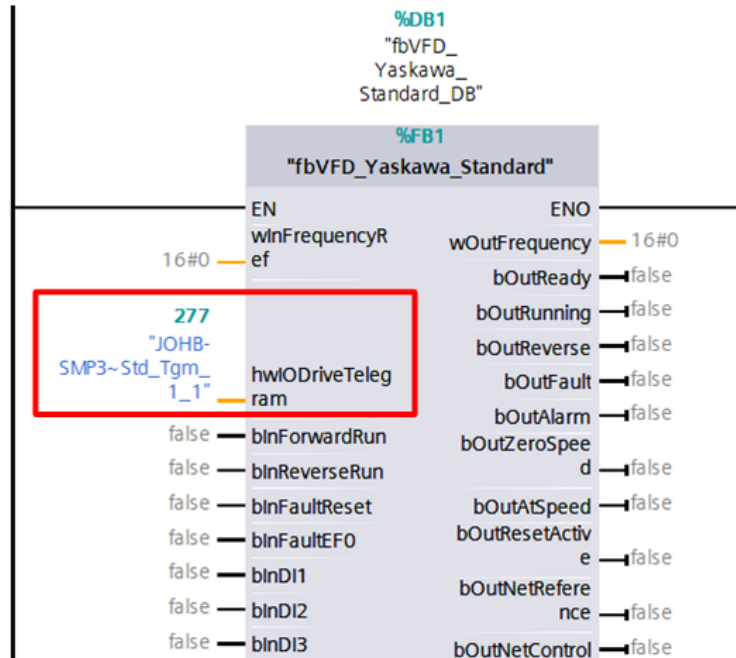 %DB1
"fbVFD_
Yaskawa_
Standard_DB"
%FB1
"fbVFD_Yaskawa_Standard"
EN ENO
16#0 wInFrequencyR
ef
wOutFrequency 16#0
bOutReady false
277
"JOHB-
SMP3~Std_Tgm_
1_1"
hwIODriveTeleg
ram
bOutRunning false
bOutReverse false
bOutFault false
bOutAlarm false
false bInForwardRun
bOutZeroSpee
d false
false bInReverseRun
false bInFaultReset
bOutAtSpeed false
false bInFaultEF0
bOutResetActiv
e false
false bInDI1
false bInDI2
bOutNetRefere
nce false
false bInDI3
bOutNetControl false